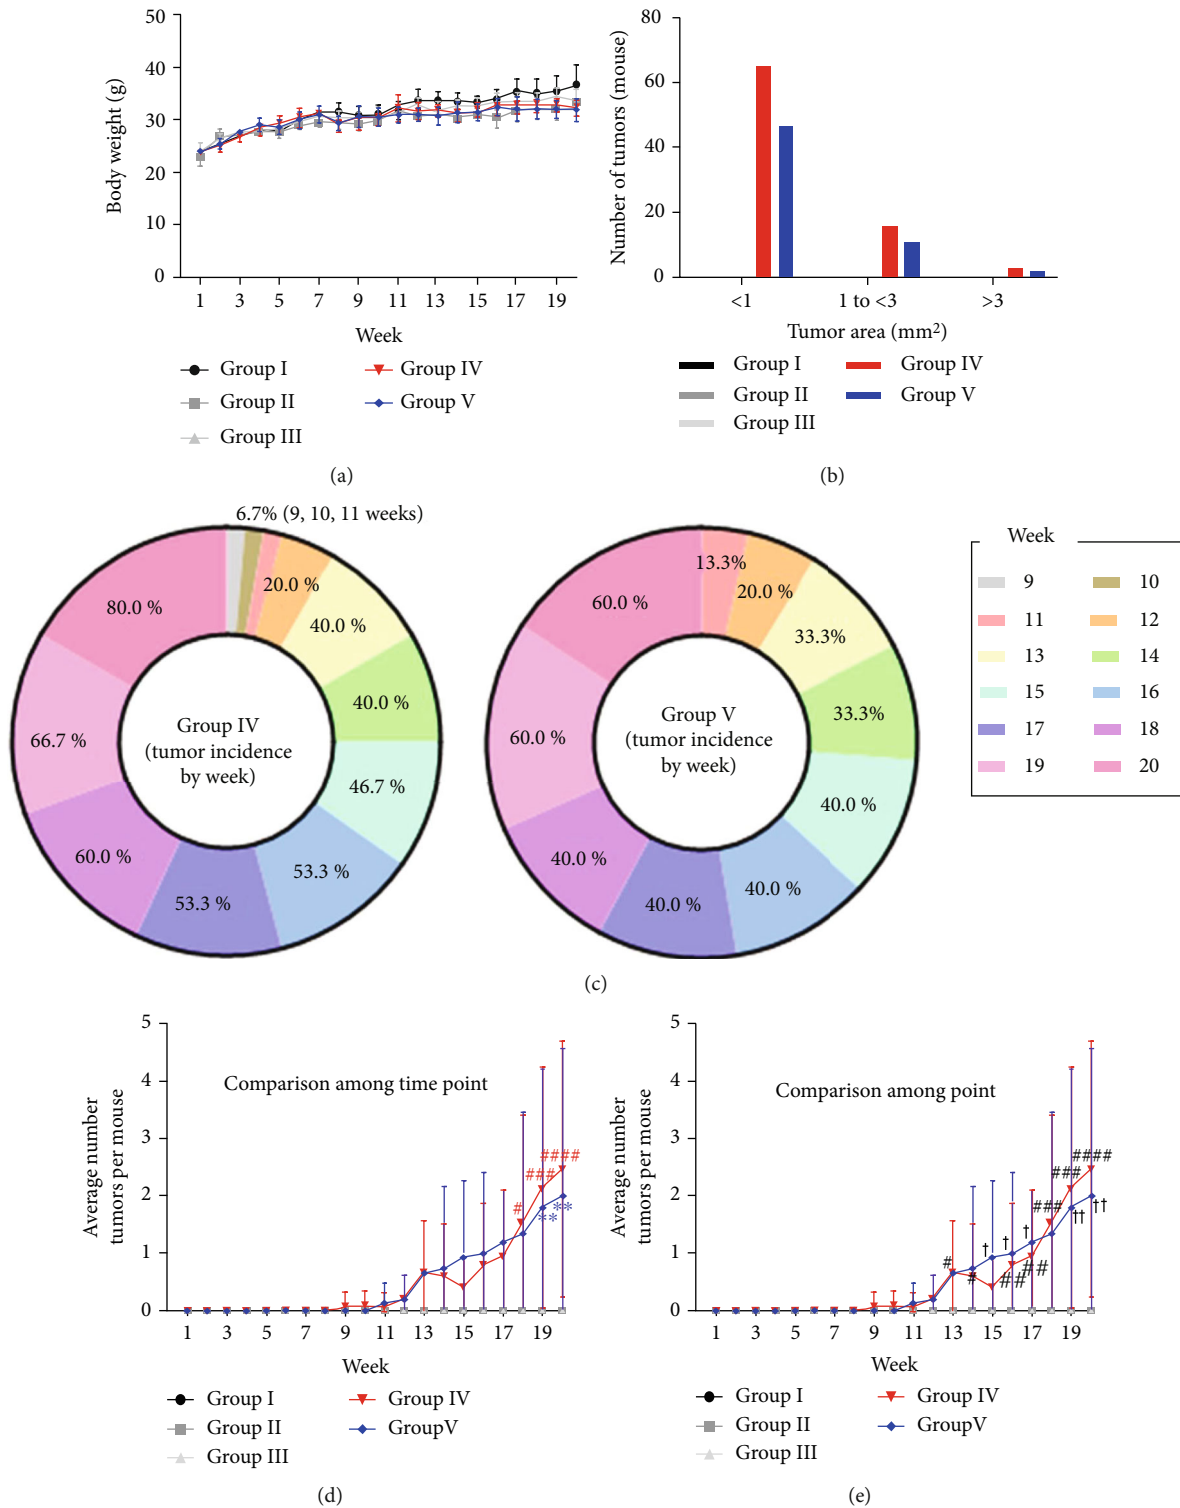 50
40
30
20
10
0
Body weight (g)
1 3 5 7 9 11 13 15 17 19
Week
Group I
Group IV
Group II
Group V
Group III
(a)
80
60
40
20
0
Number of tumors (mouse)
<1 1 to <3 >3
Tumor area (mm²)
Group I
Group IV
Group II
Group V
Group III
(b)
6.7% (9, 10, 11 weeks)
20.0 %
40.0 %
40.0 %
46.7 %
53.3 %
53.3 %
60.0 %
66.7 %
80.0 %
Group IV
(tumor incidence
by week)
13.3%
20.0 %
33.3%
33.3%
40.0 %
40.0 %
40.0 %
40.0 %
60.0 %
60.0 %
Group V
(tumor incidence
by week)
Week
9 10
11 12
13 14
15 16
17 18
19 20
(c)
5
4
3
2
1
0
Average number
tumors per mouse
Comparison among time point
####
###
#
**
**
1 3 5 7 9 11 13 15 17 19
Week
Group I
Group IV
Group II
GroupV
Group III
(d)
5
4
3
2
1
0
Average number
tumors per mouse
Comparison among point
####
###
###
††
††
†
†
†
#
#
##
##
1 3 5 7 9 11 13 15 17 19
Week
Group I
Group IV
Group II
GroupV
Group III
(e)